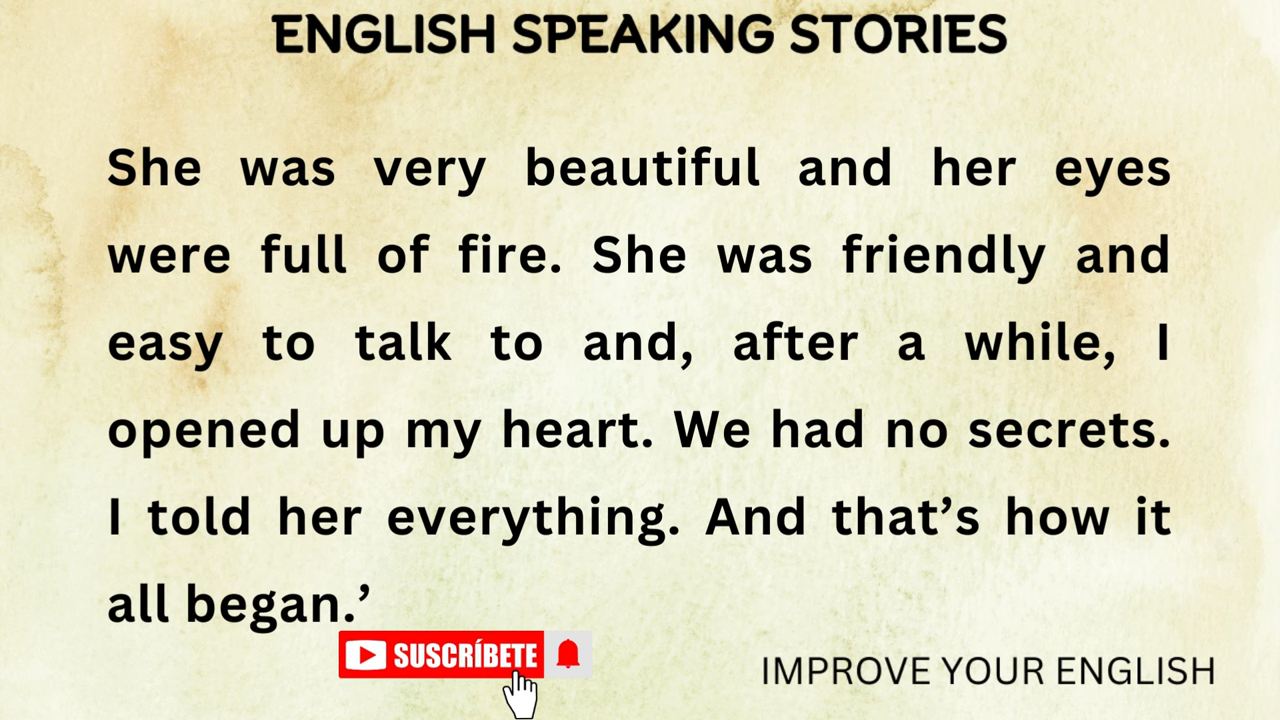 ENGLISH SPEAKING STORIES
She was very beautiful and her eyes
were full of fire. She was friendly and
easy to talk to and, after a while, I
opened up my heart. We had no secrets.
I told her everything. And that’s how it
all began.’
SUSCRÍBETE
IMPROVE YOUR ENGLISH